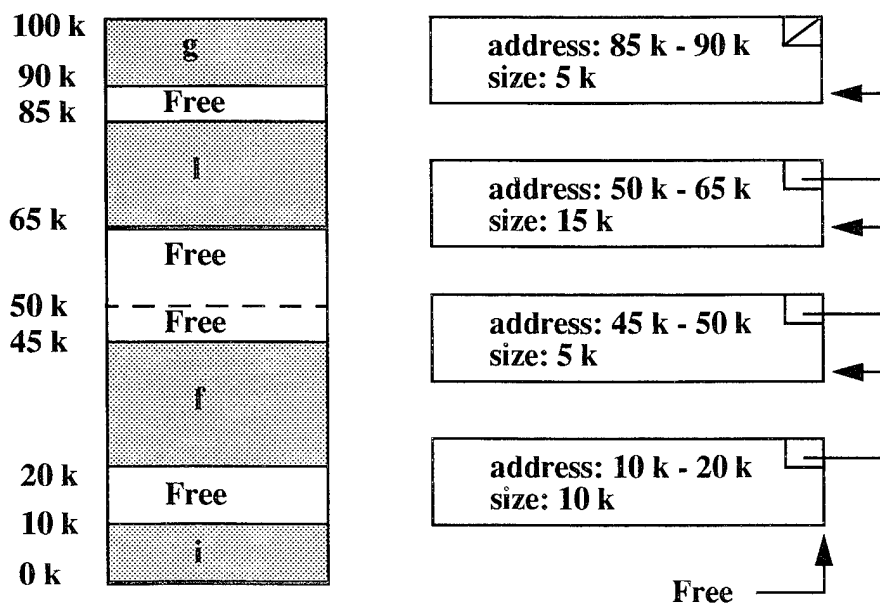 100 k
g
90 k
Free
85 k
l
65 k
Free
50 k
Free
45 k
f
20 k
Free
10 k
i
0 k
address: 85 k - 90 k
size: 5 k
address: 50 k - 65 k
size: 15 k
address: 45 k - 50 k
size: 5 k
address: 10 k - 20 k
size: 10 k
Free